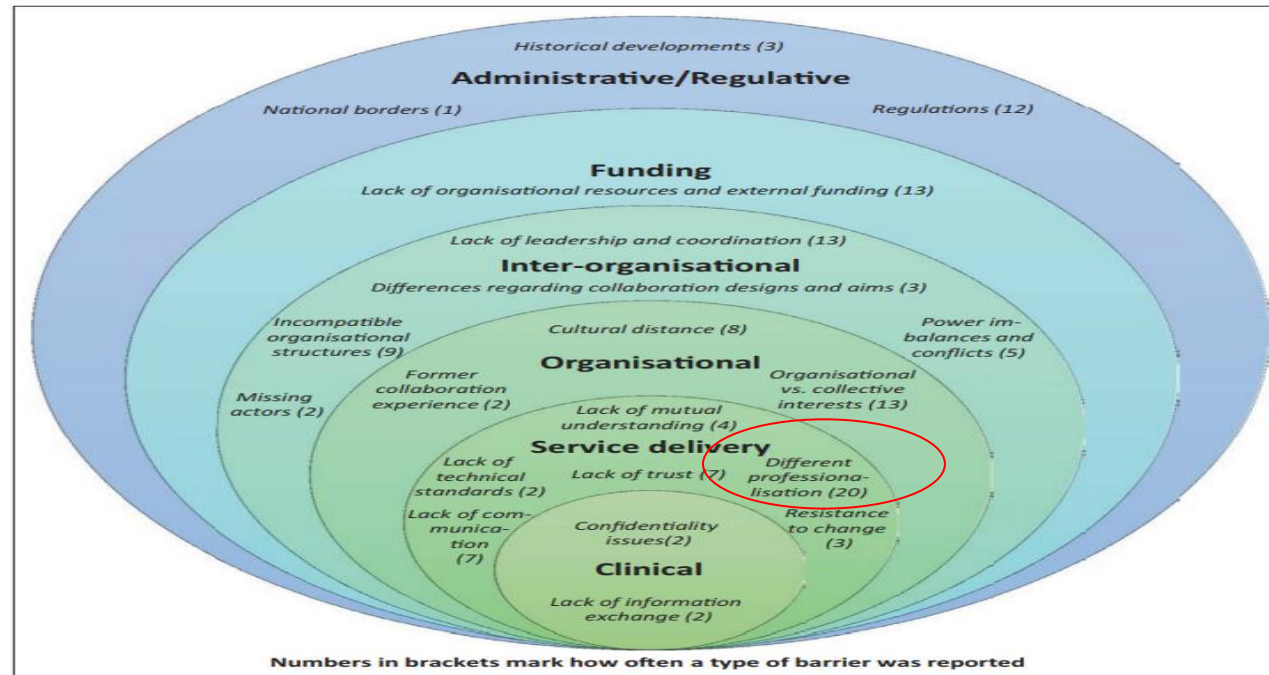 Historical developments (3)
Administrative/Regulative
National borders (1)
Regulations (12)
Funding
Lack of organisational resources and external funding (13)
Lack of leadership and coordination (13)
Inter-organisational
Differences regarding collaboration designs and aims (3)
Incompatible
organisational
structures (9)
Cultural distance (8)
Power im-
balances and
conflicts (5)
Organisational
Missing
actors (2)
Former
collaboration
experience (2)
Organisational
vs. collective
interests (13)
Lack of mutual
understanding (4)
Service delivery
Lack of
technical
standards (2)
Lack of trust (7)
Different
professiona-
lisation (20)
Lack of com-
munica-
tion
(7)
Confidentiality
issues(2)
Resistance
to change
(3)
Clinical
Lack of information
exchange (2)
Numbers in brackets mark how often a type of barrier was reported